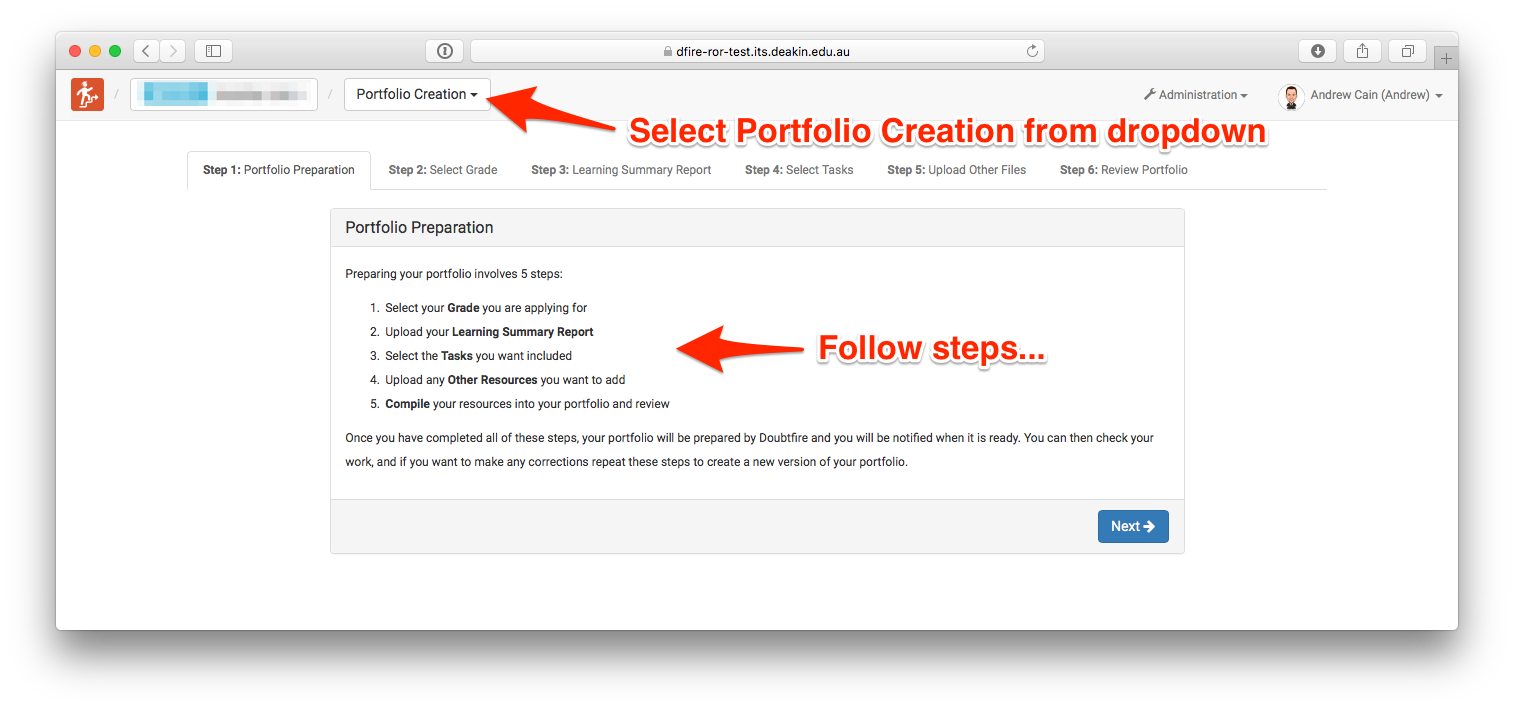 dfire-ror-test.its.deakin.edu.au
/ / Portfolio Creation Administration Andrew Cain (Andrew)
Select Portfolio Creation from dropdown
Step 1: Portfolio Preparation Step 2: Select Grade Step 3: Learning Summary Report Step 4: Select Tasks Step 5: Upload Other Files Step 6: Review Portfolio
Portfolio Preparation
Preparing your portfolio involves 5 steps:
1. Select your Grade you are applying for
2. Upload your Learning Summary Report
3. Select the Tasks you want included
4. Upload any Other Resources you want to add
5. Compile your resources into your portfolio and review
Follow steps...
Once you have completed all of these steps, your portfolio will be prepared by Doubtfire and you will be notified when it is ready. You can then check your
work, and if you want to make any corrections repeat these steps to create a new version of your portfolio.
Next